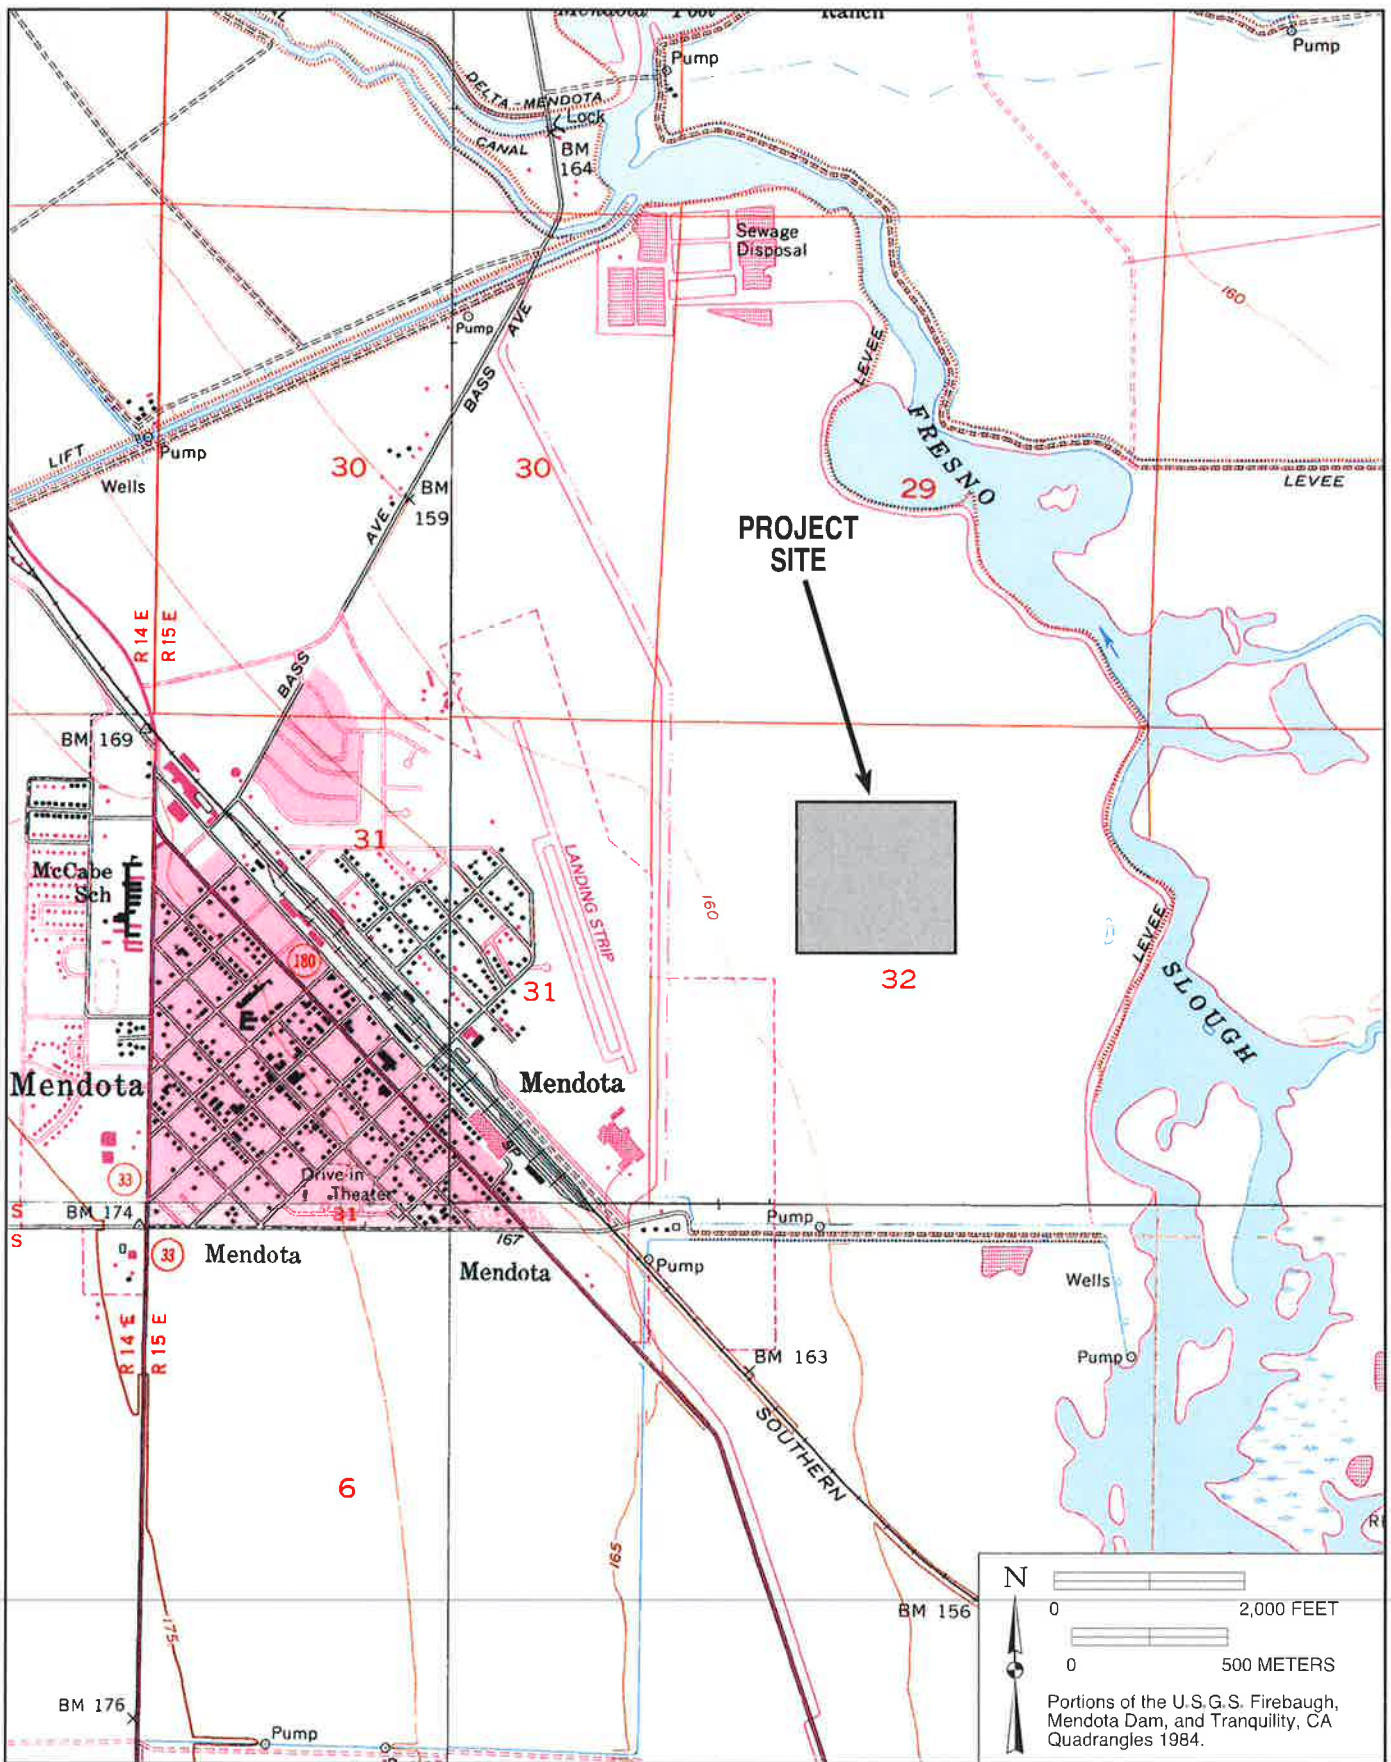 Ranch
Pump
Pump
DELTA-MENDOTA
Lock
CANAL
BM
164
Sewage
Disposal
160
Pump
AVE
BASS
LEVEE
FRESNO
LIFT
Pump
Wells
30
30
BM
159
AVE
29
LEVEE
PROJECT
SITE
R 14 E
R 15 E
BASS
BM 169
31
LANDING STRIP
McCabe
Sch
160
LEVEE
180
31
32
SLOUGH
Mendota
Mendota
SP
Drive-in
Theater
33
S
BM 174
31
S
33
Mendota
167
Mendota
Pump
Pump
Wells
R 14 E
R 15 E
BM 163
Pump
SOUTHERN
6
165
175
BM 156
BM 176
Pump
N
0 2,000 FEET
0 500 METERS
Portions of the U.S.G.S. Firebaugh,
Mendota Dam, and Tranquility, CA
Quadrangles 1984.